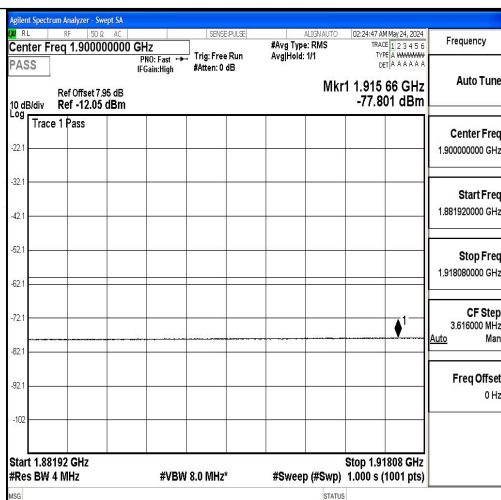 Agilent Spectrum Analyzer - Swept SA
RL RF 50 Ω AC SENSE:PULSE ALIGNAUTO 02:24:47 AM May 24, 2024
Center Freq 1.900000000 GHz
PASS
PNO: Fast
IFGain:High
Trig: Free Run
#Atten: 0 dB
#Avg Type: RMS
Avg|Hold: 1/1
TRACE 1 2 3 4 5 6
TYPE A WWWWW
DET A A A A A A
Mkr1 1.915 66 GHz
-77.801 dBm
Ref Offset 7.95 dB
Ref -12.05 dBm
10 dB/div
Log
Trace 1 Pass
-22.1
-32.1
-42.1
-52.1
-62.1
-72.1
-82.1
-92.1
-102
1
Start 1.88192 GHz
Stop 1.91808 GHz
#Res BW 4 MHz
#VBW 8.0 MHz*
#Sweep (#Swp) 1.000 s (1001 pts)
MSG
STATUS
Frequency
Auto Tune
Center Freq
1.900000000 GHz
Start Freq
1.881920000 GHz
Stop Freq
1.918080000 GHz
CF Step
3.616000 MHz
Auto Man
Freq Offset
0 Hz